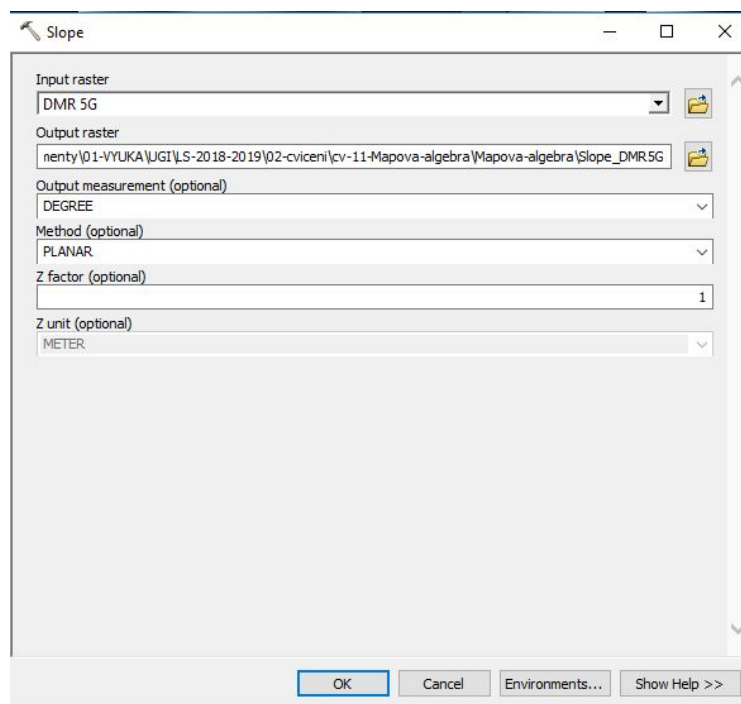 Slope
Input raster
DMR 5G
Output raster
nenty\01-VYUKA\UGI\LS-2018-2019\02-cviceni\cv-11-Mapova-algebra\Mapova-algebra\Slope_DMR5G
Output measurement (optional)
DEGREE
Method (optional)
PLANAR
Z factor (optional)
1
Z unit (optional)
METER
OK Cancel Environments... Show Help >>